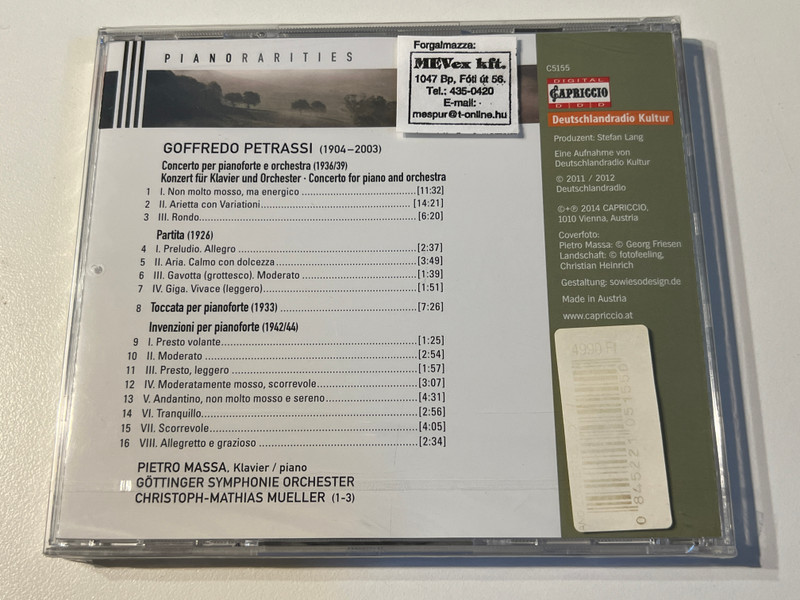 PIANORARITIES
Forgalmazza:
MEVex kft.
1047 Bp, Fóti út 56.
Tel.: 435-0420
E-mail:
mespur@t-online.hu
GOFFREDO PETRASSI (1904–2003)
Concerto per pianoforte e orchestra (1936/39)
Konzert für Klavier und Orchester · Concerto for piano and orchestra
1 I. Non molto mosso, ma energico [11:32]
2 II. Arietta con Variationi [14:21]
3 III. Rondo [6:20]
Partita (1926)
4 I. Preludio. Allegro [2:37]
5 II. Aria. Calmo con dolcezza [3:49]
6 III. Gavotta (grottesco). Moderato [1:39]
7 IV. Giga. Vivace (leggero) [1:51]
8 Toccata per pianoforte (1933) [7:26]
Invenzioni per pianoforte (1942/44)
9 I. Presto volante [1:25]
10 II. Moderato [2:54]
11 III. Presto, leggero [1:57]
12 IV. Moderatamente mosso, scorrevole [3:07]
13 V. Andantino, non molto mosso e sereno [4:31]
14 VI. Tranquillo [2:56]
15 VII. Scorrevole [4:05]
16 VIII. Allegretto e grazioso [2:34]
PIETRO MASSA, Klavier / piano
GÖTTINGER SYMPHONIE ORCHESTER
CHRISTOPH-MATHIAS MUELLER (1-3)
C5155
DIGITAL
CAPRICCIO
D D D
Deutschlandradio Kultur
Produzent: Stefan Lang
Eine Aufnahme von
Deutschlandradio Kultur
© 2011 / 2012
Deutschlandradio
©+℗ 2014 CAPRICCIO,
1010 Vienna, Austria
Coverfoto:
Pietro Massa: © Georg Friesen
Landschaft: © fotofeeling,
Christian Heinrich
Gestaltung: sowiesodesign.de
Made in Austria
www.capriccio.at
4990 Ft
0 845221 051550